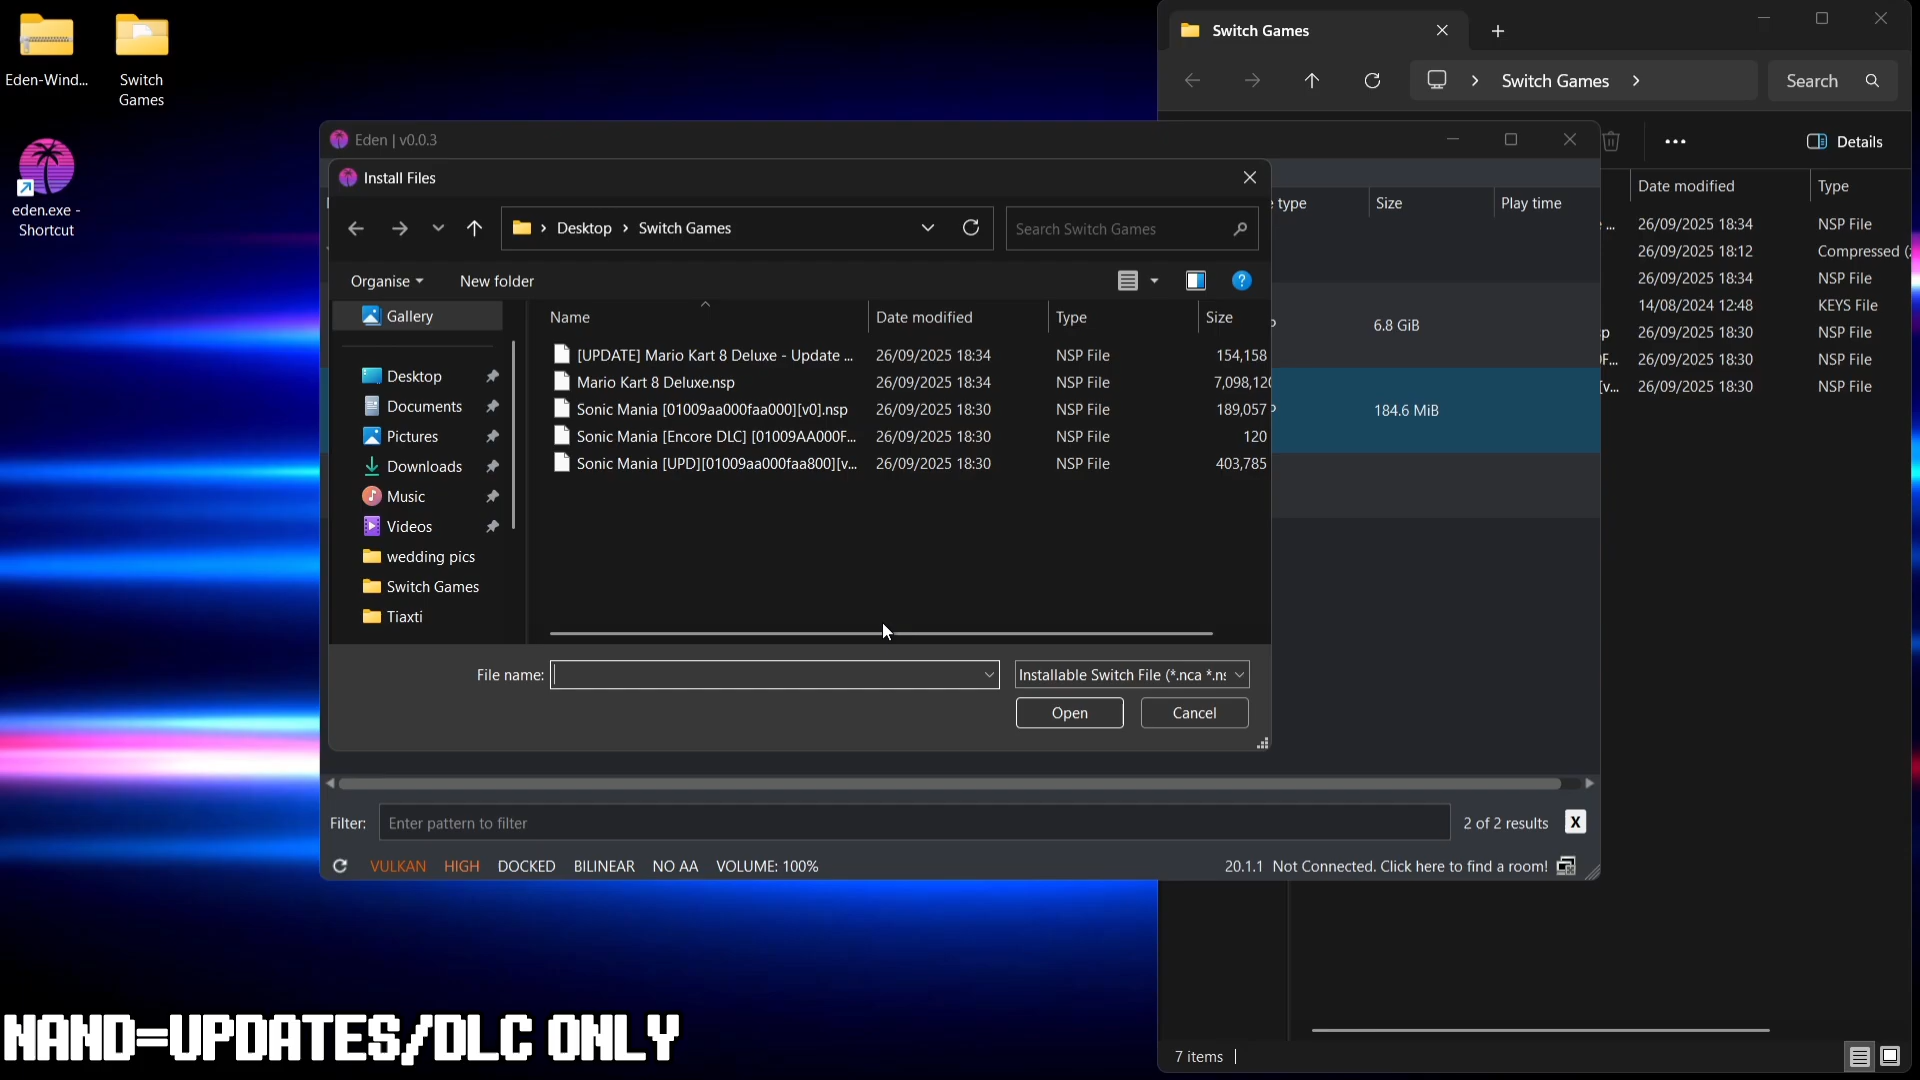 Eden-Wind...
Switch
Games
eden.exe -
Shortcut
Switch Games
Switch Games
Search
Details
Date modified
Type
26/09/2025 18:34
NSP File
26/09/2025 18:12
Compressed (
26/09/2025 18:34
NSP File
14/08/2024 12:48
KEYS File
26/09/2025 18:30
NSP File
26/09/2025 18:30
NSP File
26/09/2025 18:30
NSP File
7 items
Eden | v0.0.3
type
Size
Play time
6.8 GiB
184.6 MiB
Install Files
Desktop
Switch Games
Search Switch Games
Organise
New folder
Gallery
Desktop
Documents
Pictures
Downloads
Music
Videos
wedding pics
Switch Games
Tiaxti
Name
Date modified
Type
Size
[UPDATE] Mario Kart 8 Deluxe - Update ...
26/09/2025 18:34
NSP File
154,158
Mario Kart 8 Deluxe.nsp
26/09/2025 18:34
NSP File
7,098,120
Sonic Mania [01009aa000faa000][v0].nsp
26/09/2025 18:30
NSP File
189,057
Sonic Mania [Encore DLC] [01009AA000F...
26/09/2025 18:30
NSP File
120
Sonic Mania [UPD][01009aa000faa800][v...
26/09/2025 18:30
NSP File
403,785
File name:
Installable Switch File (*.nca *.ns
Open
Cancel
Filter:
Enter pattern to filter
2 of 2 results
X
VULKAN
HIGH
DOCKED
BILINEAR
NO AA
VOLUME: 100%
20.1.1
Not Connected. Click here to find a room!
NAND=UPDATES/DLC ONLY